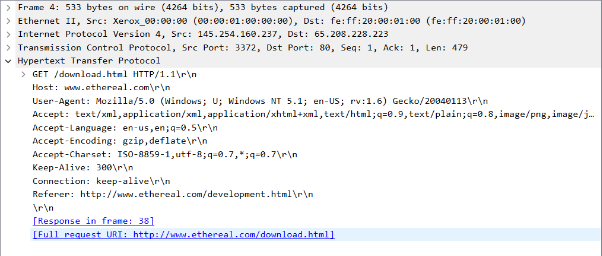 Frame 4: 533 bytes on wire (4264 bits), 533 bytes captured (4264 bits)
Ethernet II, Src: Xerox_00:00:00 (00:00:01:00:00:00), Dst: fe:ff:20:00:01:00 (fe:ff:20:00:01:00)
Internet Protocol Version 4, Src: 145.254.160.237, Dst: 65.208.228.223
Transmission Control Protocol, Src Port: 3372, Dst Port: 80, Seq: 1, Ack: 1, Len: 479
Hypertext Transfer Protocol
GET /download.html HTTP/1.1\r\n
Host: www.ethereal.com\r\n
User-Agent: Mozilla/5.0 (Windows; U; Windows NT 5.1; en-US; rv:1.6) Gecko/20040113\r\n
Accept: text/xml,application/xml,application/xhtml+xml,text/html;q=0.9,text/plain;q=0.8,image/png,image/j…
Accept-Language: en-us,en;q=0.5\r\n
Accept-Encoding: gzip,deflate\r\n
Accept-Charset: ISO-8859-1,utf-8;q=0.7,*;q=0.7\r\n
Keep-Alive: 300\r\n
Connection: keep-alive\r\n
Referer: http://www.ethereal.com/development.html\r\n
\r\n
[Response in frame: 38]
[Full request URI: http://www.ethereal.com/download.html]